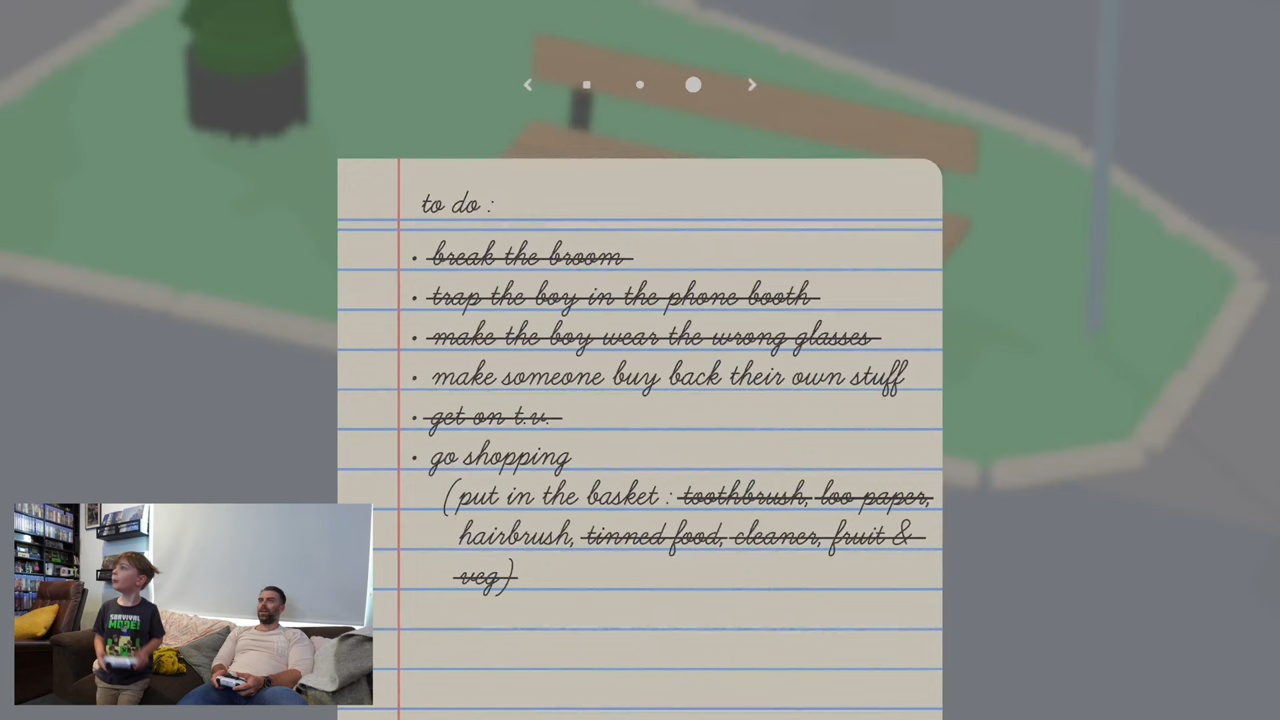 to do :
• break the broom
• trap the boy in the phone booth
• make the boy wear the wrong glasses
• make someone buy back their own stuff
• get on t.v.
• go shopping
(put in the basket : toothbrush, loo paper,
hairbrush, tinned food, cleaner, fruit &
veg)
SURVIVAL
MODE!